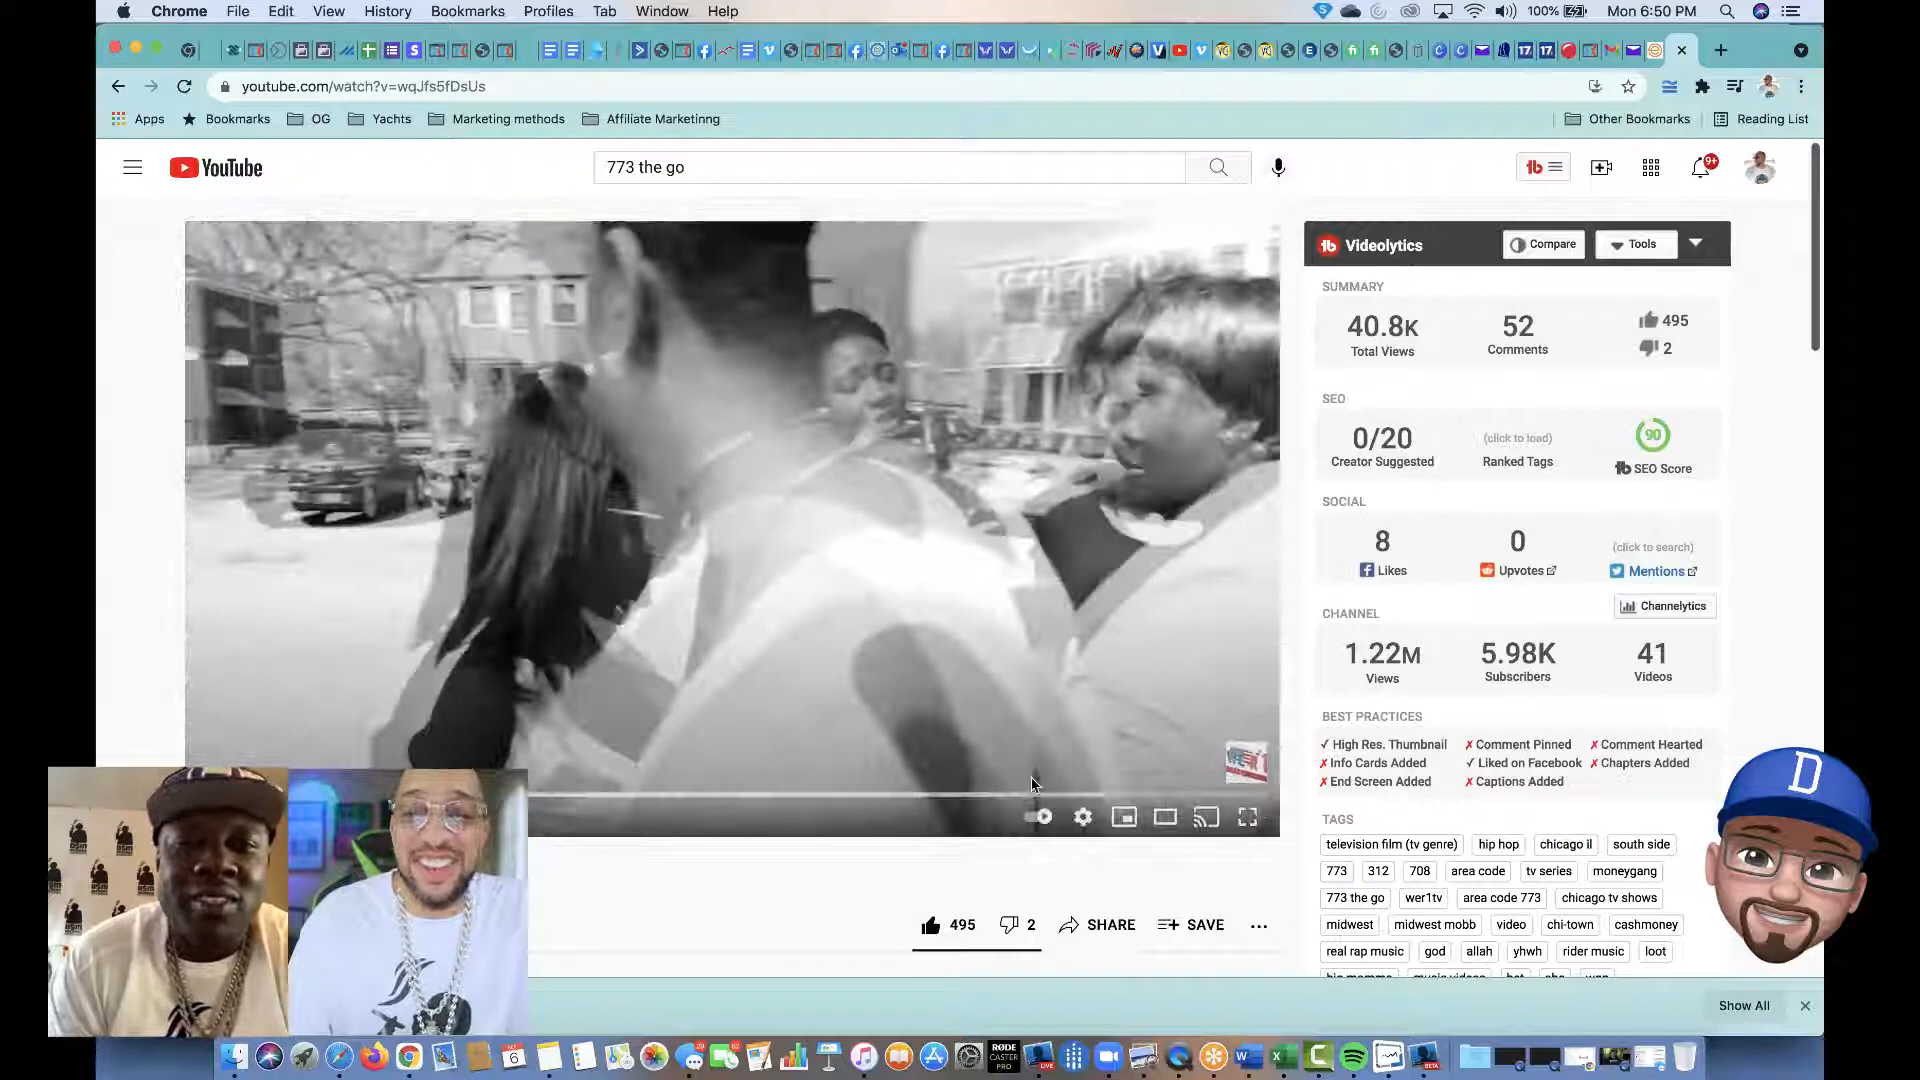 Chrome File Edit View History Bookmarks Profiles Tab Window Help 100% Mon 6:50 PM
youtube.com/watch?v=wqJfs5fDsUs
Apps Bookmarks OG Yachts Marketing methods Affiliate Marketinng Other Bookmarks Reading List
YouTube 773 the go 9+
Videolytics Compare Tools
SUMMARY
40.8K 52 495
Total Views Comments 2
SEO
0/20 (click to load) 90
Creator Suggested Ranked Tags SEO Score
SOCIAL
8 0 (click to search)
Likes Upvotes Mentions
CHANNEL Channelytics
1.22M 5.98K 41
Views Subscribers Videos
BEST PRACTICES
✓ High Res. Thumbnail ✗ Comment Pinned ✗ Comment Hearted
✗ Info Cards Added ✓ Liked on Facebook ✗ Chapters Added
✗ End Screen Added ✗ Captions Added
TAGS
television film (tv genre) hip hop chicago il south side
773 312 708 area code tv series moneygang
773 the go wer1tv area code 773 chicago tv shows
midwest midwest mobb video chi-town cashmoney
real rap music god allah yhwh rider music loot
495 2 SHARE SAVE
Show All
D